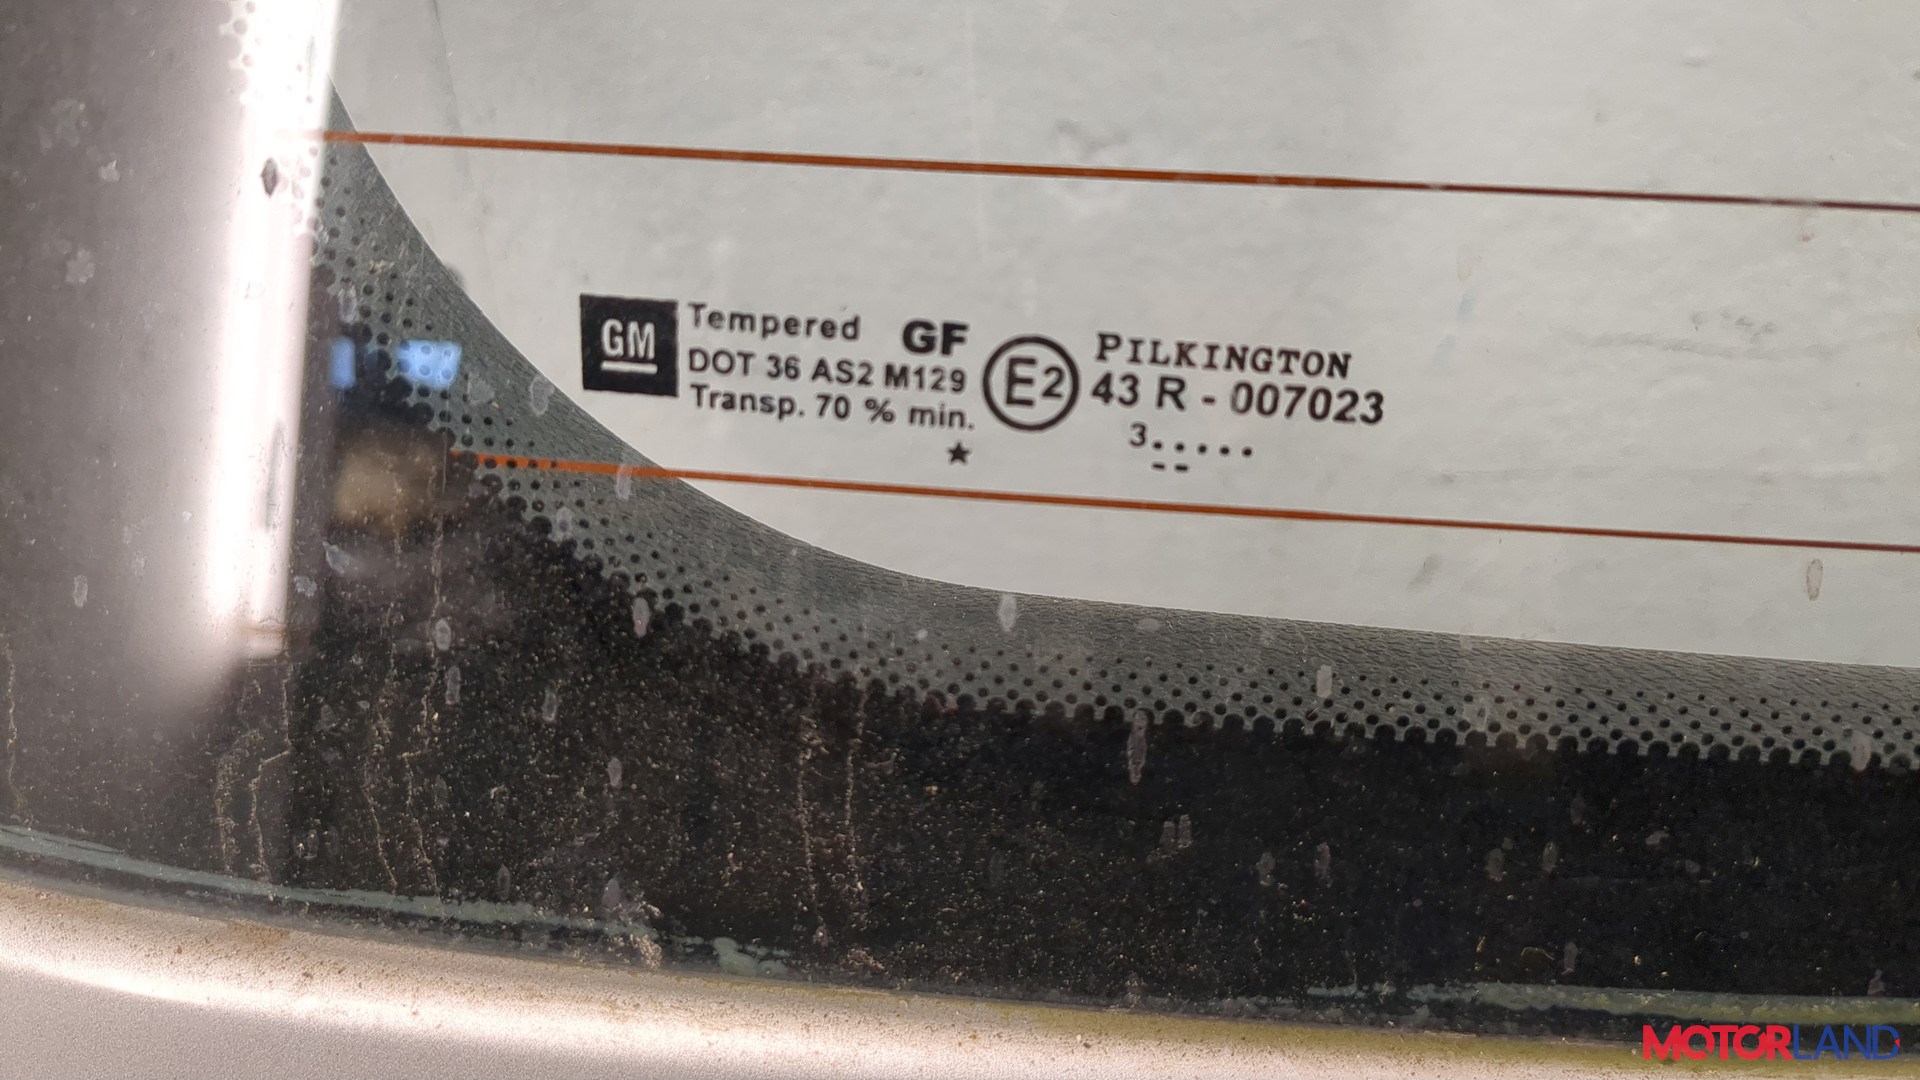 GM
Tempered GF
DOT 36 AS2 M129
Transp. 70 % min.
★
E2
PILKINGTON
43 R - 007023
3.....
--
MOTORLAND